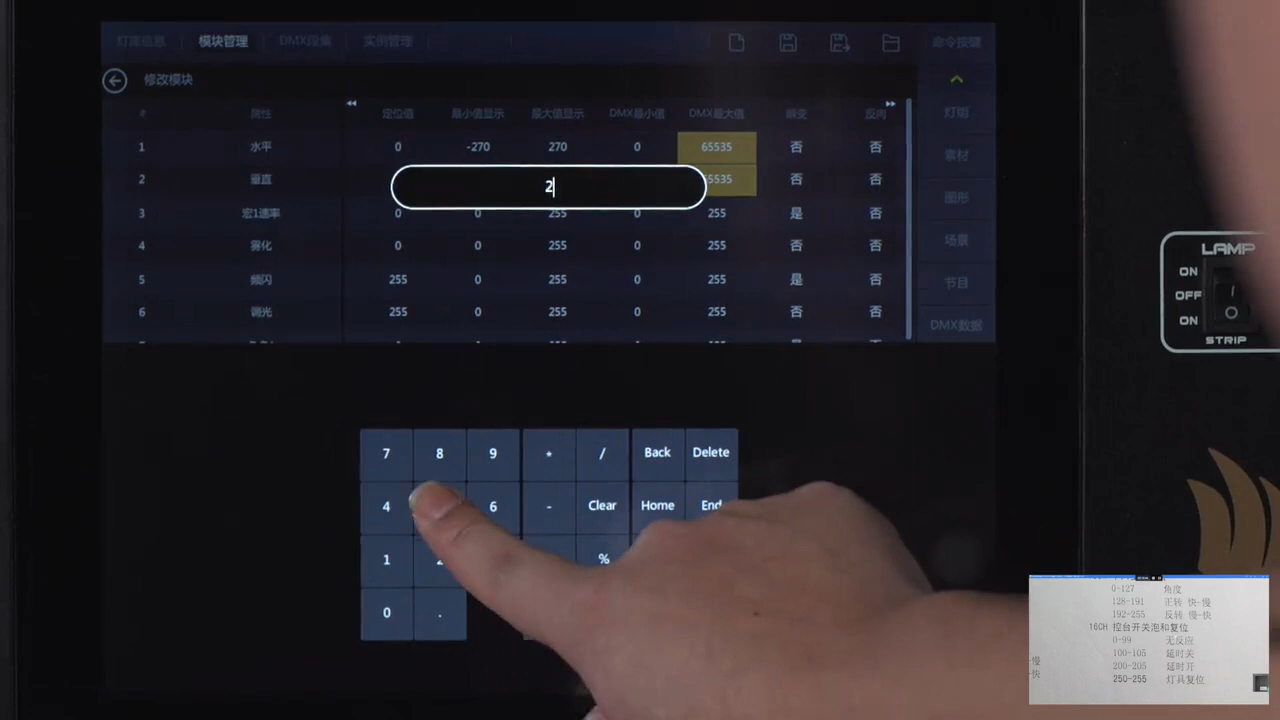 灯库信息 模块管理 DMX段集 实例管理 命令按键
修改模块
# 属性 定位值 最小值显示 最大值显示 DMX最小值 DMX最大值 瞬变 反向
1 水平 0 -270 270 0 65535 否 否
2 垂直 5535 否 否
2
3 宏1速率 0 0 255 0 255 是 否
4 雾化 0 0 255 0 255 否 否
5 频闪 255 0 255 0 255 是 否
6 调光 255 0 255 0 255 否 否
灯组
素材
图形
场景
节目
DMX数据
7 8 9 * / Back Delete
4 6 - Clear Home End
1 2 %
0 .
LAMP
ON
OFF
ON
STRIP
0-127 角度
128-191 正转 快-慢
192-255 反转 慢-快
16CH 控台开关泡和复位
0-99 无反应
100-105 延时关
200-205 延时开
250-255 灯具复位
慢
快